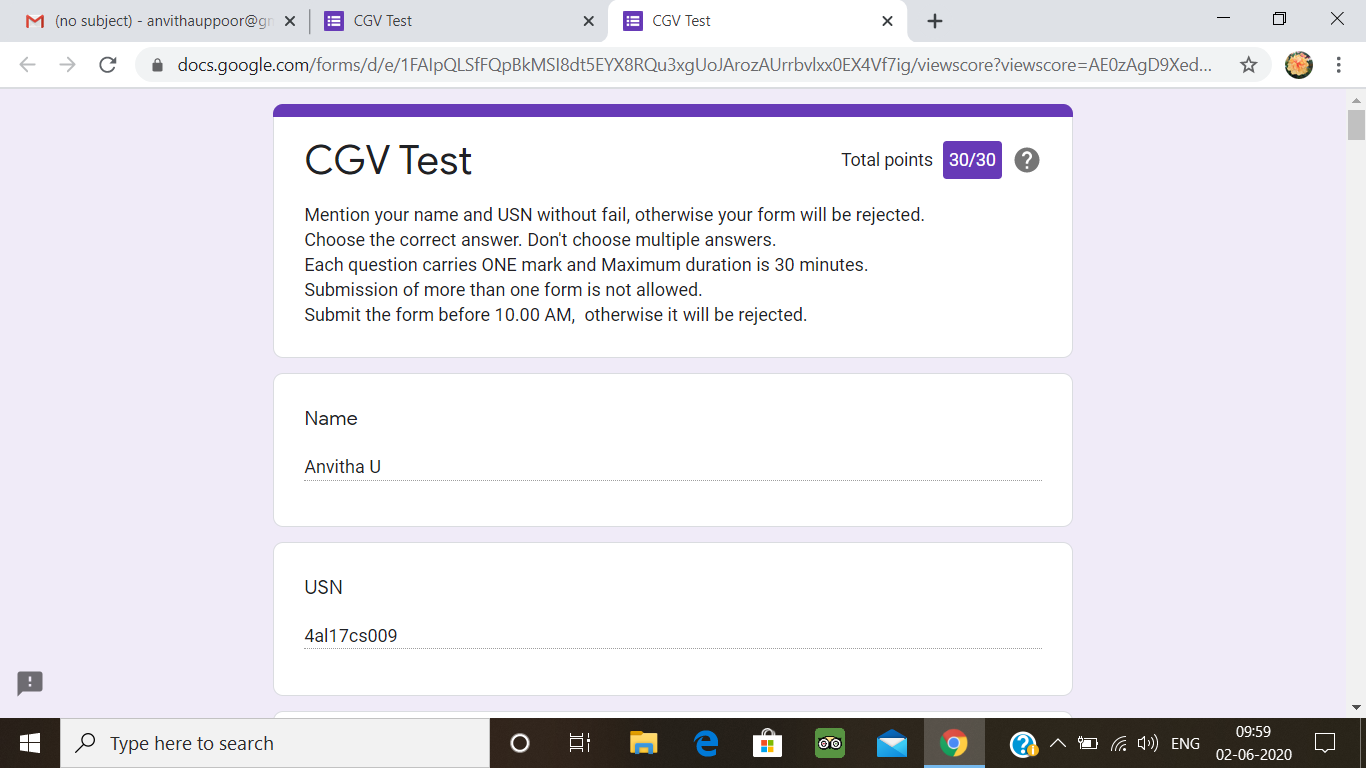 (no subject) - anvithauppoor@gm
CGV Test
CGV Test
docs.google.com/forms/d/e/1FAIpQLSfFQpBkMSI8dt5EYX8RQu3xgUoJArozAUrrbvlxx0EX4Vf7ig/viewscore?viewscore=AE0zAgD9Xed...
CGV Test
Total points 30/30
Mention your name and USN without fail, otherwise your form will be rejected.
Choose the correct answer. Don't choose multiple answers.
Each question carries ONE mark and Maximum duration is 30 minutes.
Submission of more than one form is not allowed.
Submit the form before 10.00 AM,  otherwise it will be rejected.
Name
Anvitha U
USN
4al17cs009
Type here to search
ENG
09:59
02-06-2020